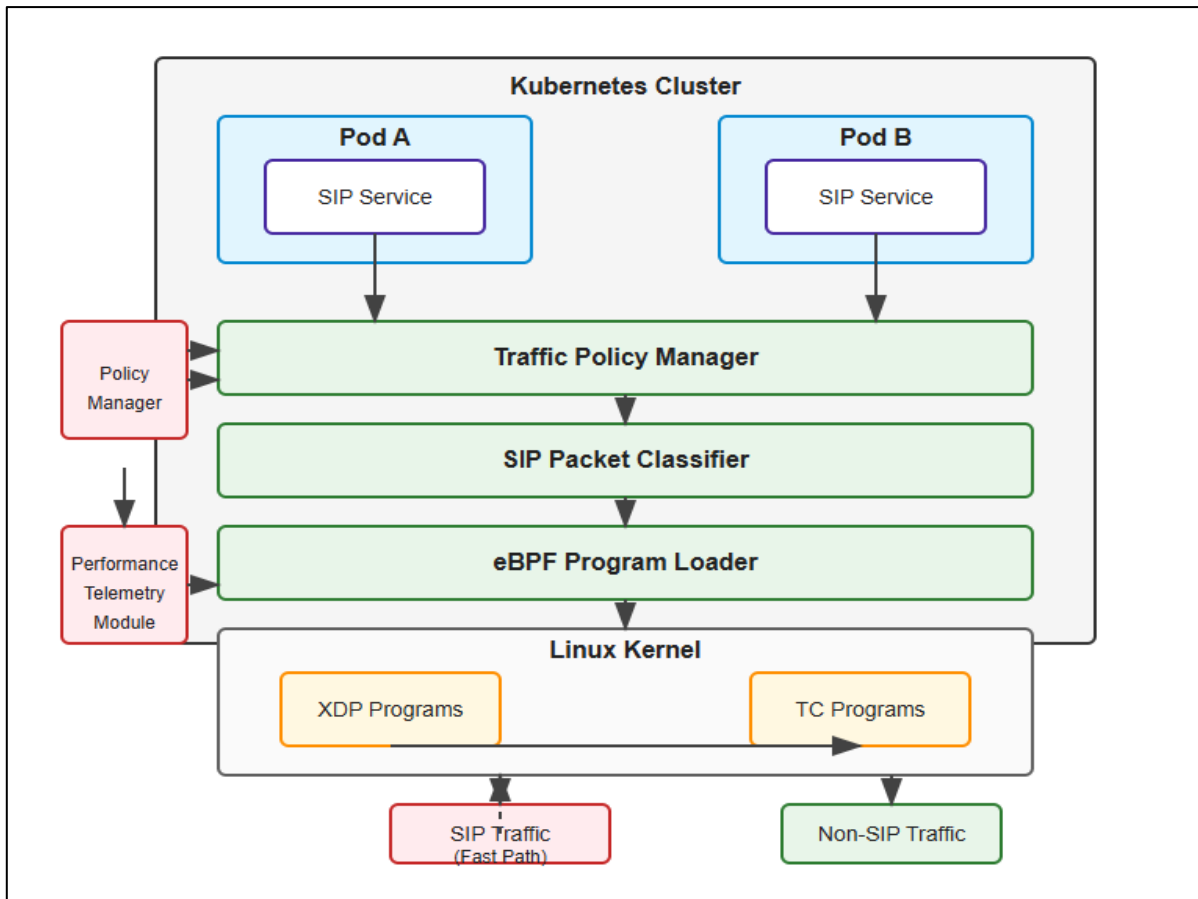 Kubernetes Cluster
Pod A
Pod B
SIP Service
SIP Service
Policy
Manager
Traffic Policy Manager
SIP Packet Classifier
Performance
Telemetry
Module
eBPF Program Loader
Linux Kernel
XDP Programs
TC Programs
SIP Traffic
(Fast Path)
Non-SIP Traffic